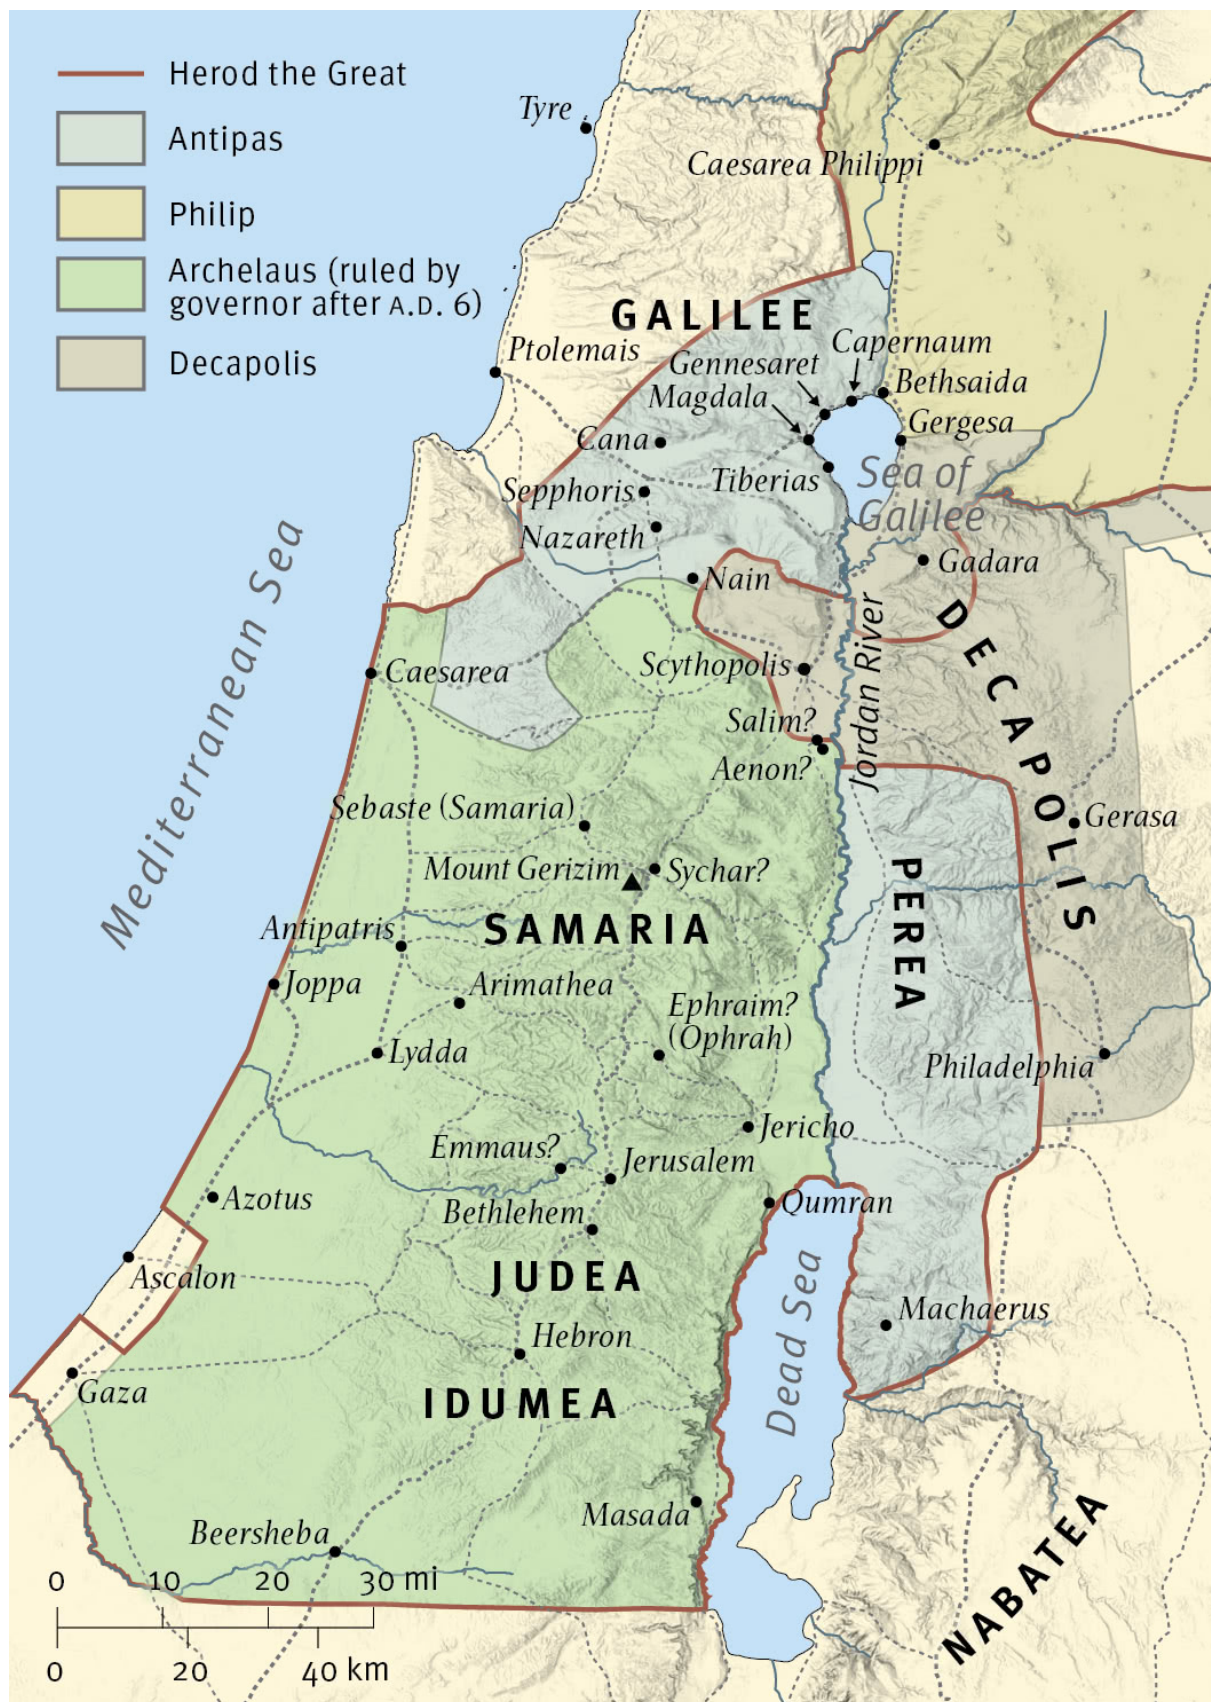 Herod the Great
Antipas
Philip
Archelaus (ruled by
governor after A.D. 6)
Decapolis
Tyre
Caesarea Philippi
GALILEE
Ptolemais
Capernaum
Gennesaret
Magdala
Bethsaida
Gergesa
Cana
Sepphoris
Tiberias
Sea of
Galilee
Nazareth
Nain
Gadara
DECAPOLIS
Mediterranean Sea
Caesarea
Scythopolis
Jordan River
Salim?
Aenon?
Sebaste (Samaria)
Gerasa
Mount Gerizim
Sychar?
PEREA
SAMARIA
Antipatris
Joppa
Arimathea
Ephraim?
(Ophrah)
Lydda
Philadelphia
Jericho
Emmaus?
Jerusalem
Azotus
Bethlehem
Qumran
Ascalon
JUDEA
Dead Sea
Machaerus
Hebron
Gaza
IDUMEA
Masada
NABATEA
Beersheba
0 10 20 30 mi
0 20 40 km